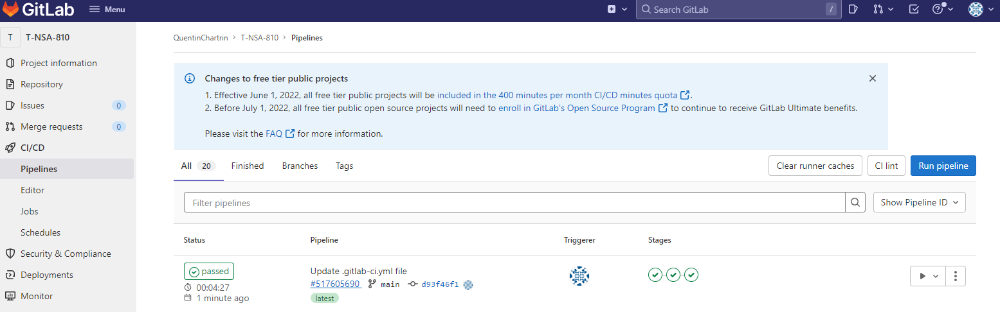 GitLab
Menu
Search GitLab
/
T
T-NSA-810
Project information
Repository
Issues
0
Merge requests
0
CI/CD
Pipelines
Editor
Jobs
Schedules
Security & Compliance
Deployments
Monitor
QuentinChartrin > T-NSA-810 > Pipelines
Changes to free tier public projects
1. Effective June 1, 2022, all free tier public projects will be included in the 400 minutes per month CI/CD minutes quota .
2. Before July 1, 2022, all free tier public open source projects will need to enroll in GitLab's Open Source Program to continue to receive GitLab Ultimate benefits.
Please visit the FAQ for more information.
All 20 Finished Branches Tags
Clear runner caches
CI lint
Run pipeline
Filter pipelines
Show Pipeline ID
Status Pipeline Triggerer Stages
passed
00:04:27
1 minute ago
Update .gitlab-ci.yml file
#517605690 main d93f46f1
latest